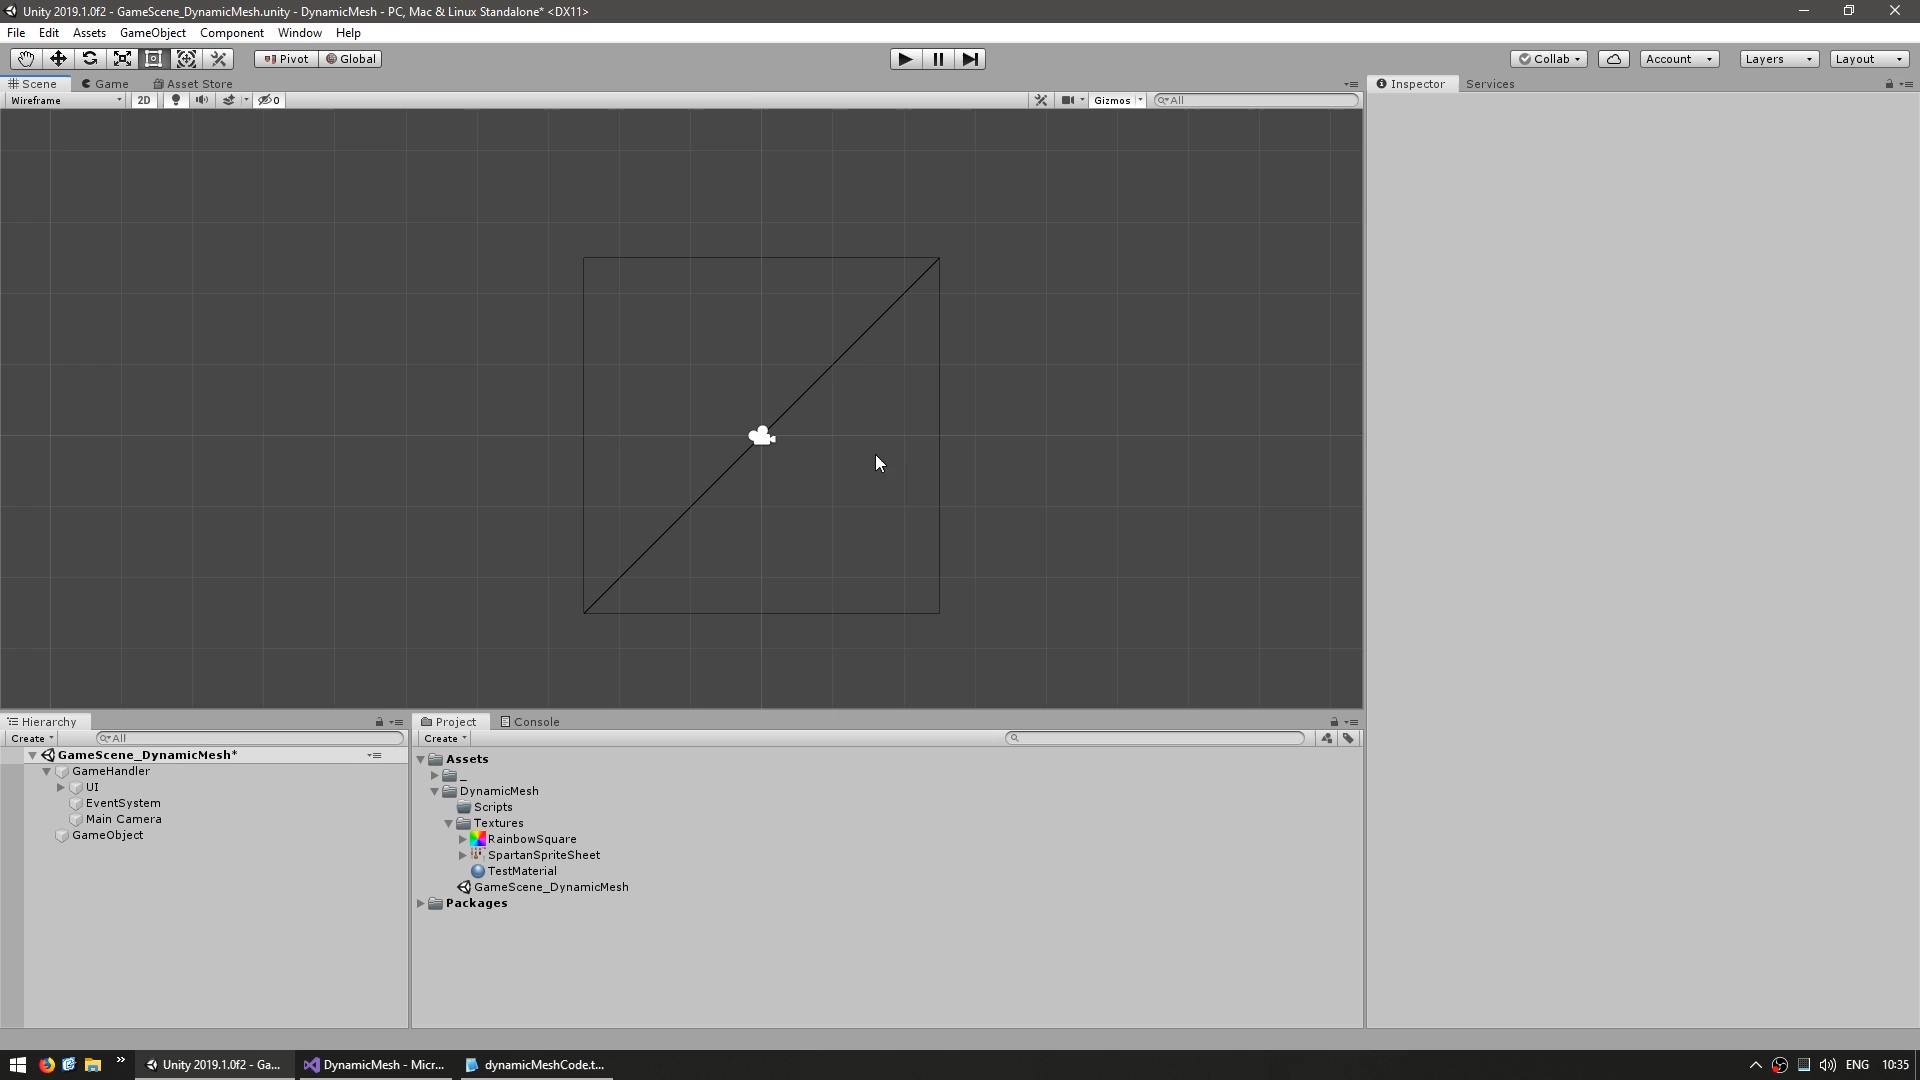 Unity 2019.1.0f2 - GameScene_DynamicMesh.unity - DynamicMesh - PC, Mac & Linux Standalone* <DX11>
File Edit Assets GameObject Component Window Help
Pivot Global Collab Account Layers Layout
Scene Game Asset Store Inspector Services
Wireframe 2D 0 Gizmos All
Hierarchy Project Console
Create All Create
GameScene_DynamicMesh*
GameHandler
UI
EventSystem
Main Camera
GameObject
Assets
_
DynamicMesh
Scripts
Textures
RainbowSquare
SpartanSpriteSheet
TestMaterial
GameScene_DynamicMesh
Packages
Unity 2019.1.0f2 - Ga... DynamicMesh - Micr... dynamicMeshCode.t... ENG 10:35